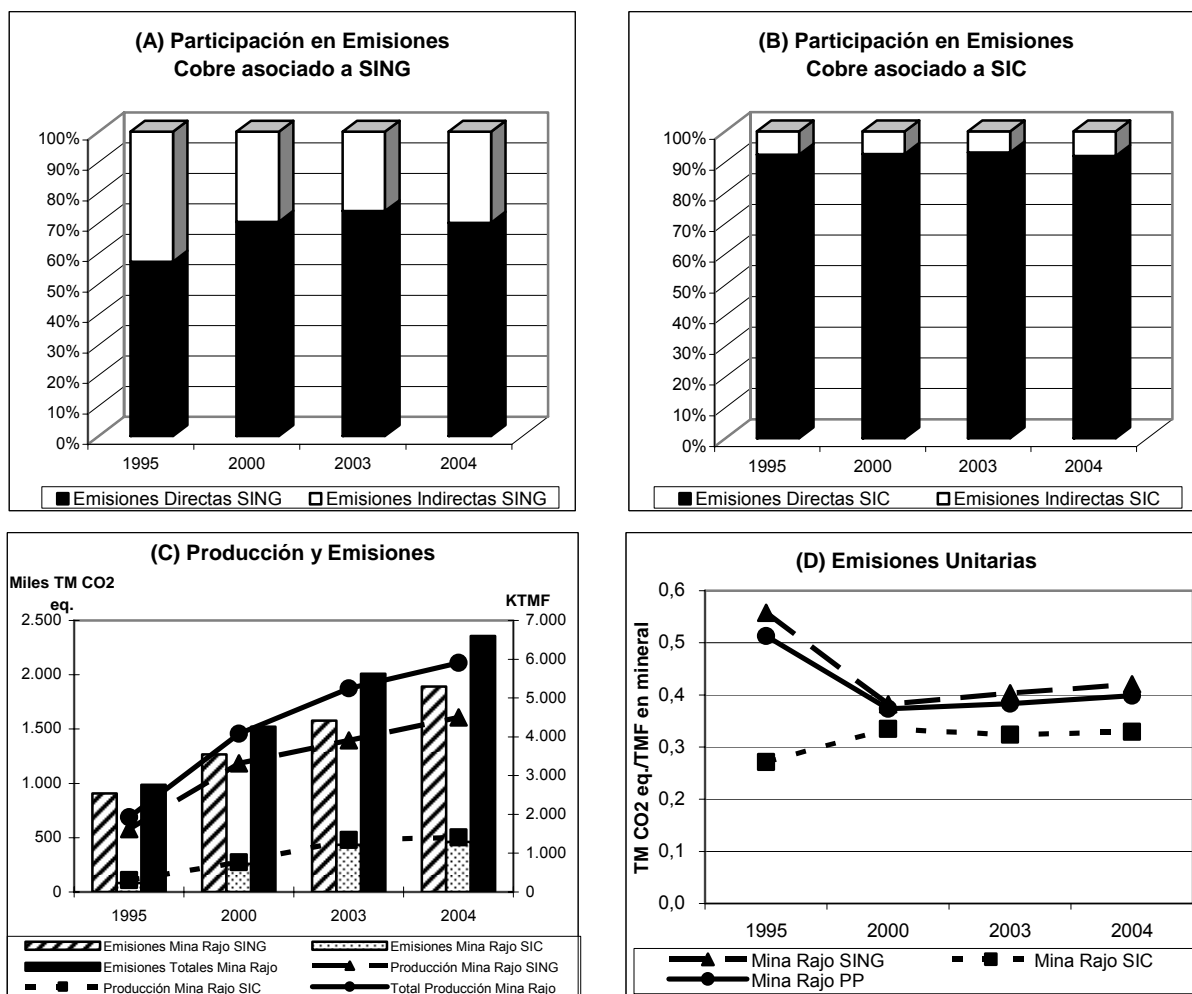 (A) Participación en Emisiones
Cobre asociado a SING
100%
90%
80%
70%
60%
50%
40%
30%
20%
10%
0%
1995 2000 2003 2004
Emisiones Directas SING Emisiones Indirectas SING
(B) Participación en Emisiones
Cobre asociado a SIC
100%
90%
80%
70%
60%
50%
40%
30%
20%
10%
0%
1995 2000 2003 2004
Emisiones Directas SIC Emisiones Indirectas SIC
(C) Producción y Emisiones
Miles TM CO2
eq.
KTMF
2.500
2.000
1.500
1.000
500
0
7.000
6.000
5.000
4.000
3.000
2.000
1.000
0
1995 2000 2003 2004
Emisiones Mina Rajo SING Emisiones Mina Rajo SIC
Emisiones Totales Mina Rajo Producción Mina Rajo SING
Producción Mina Rajo SIC Total Producción Mina Rajo
(D) Emisiones Unitarias
TM CO2 eq./TMF en mineral
0,6
0,5
0,4
0,3
0,2
0,1
0,0
1995 2000 2003 2004
Mina Rajo SING Mina Rajo SIC
Mina Rajo PP